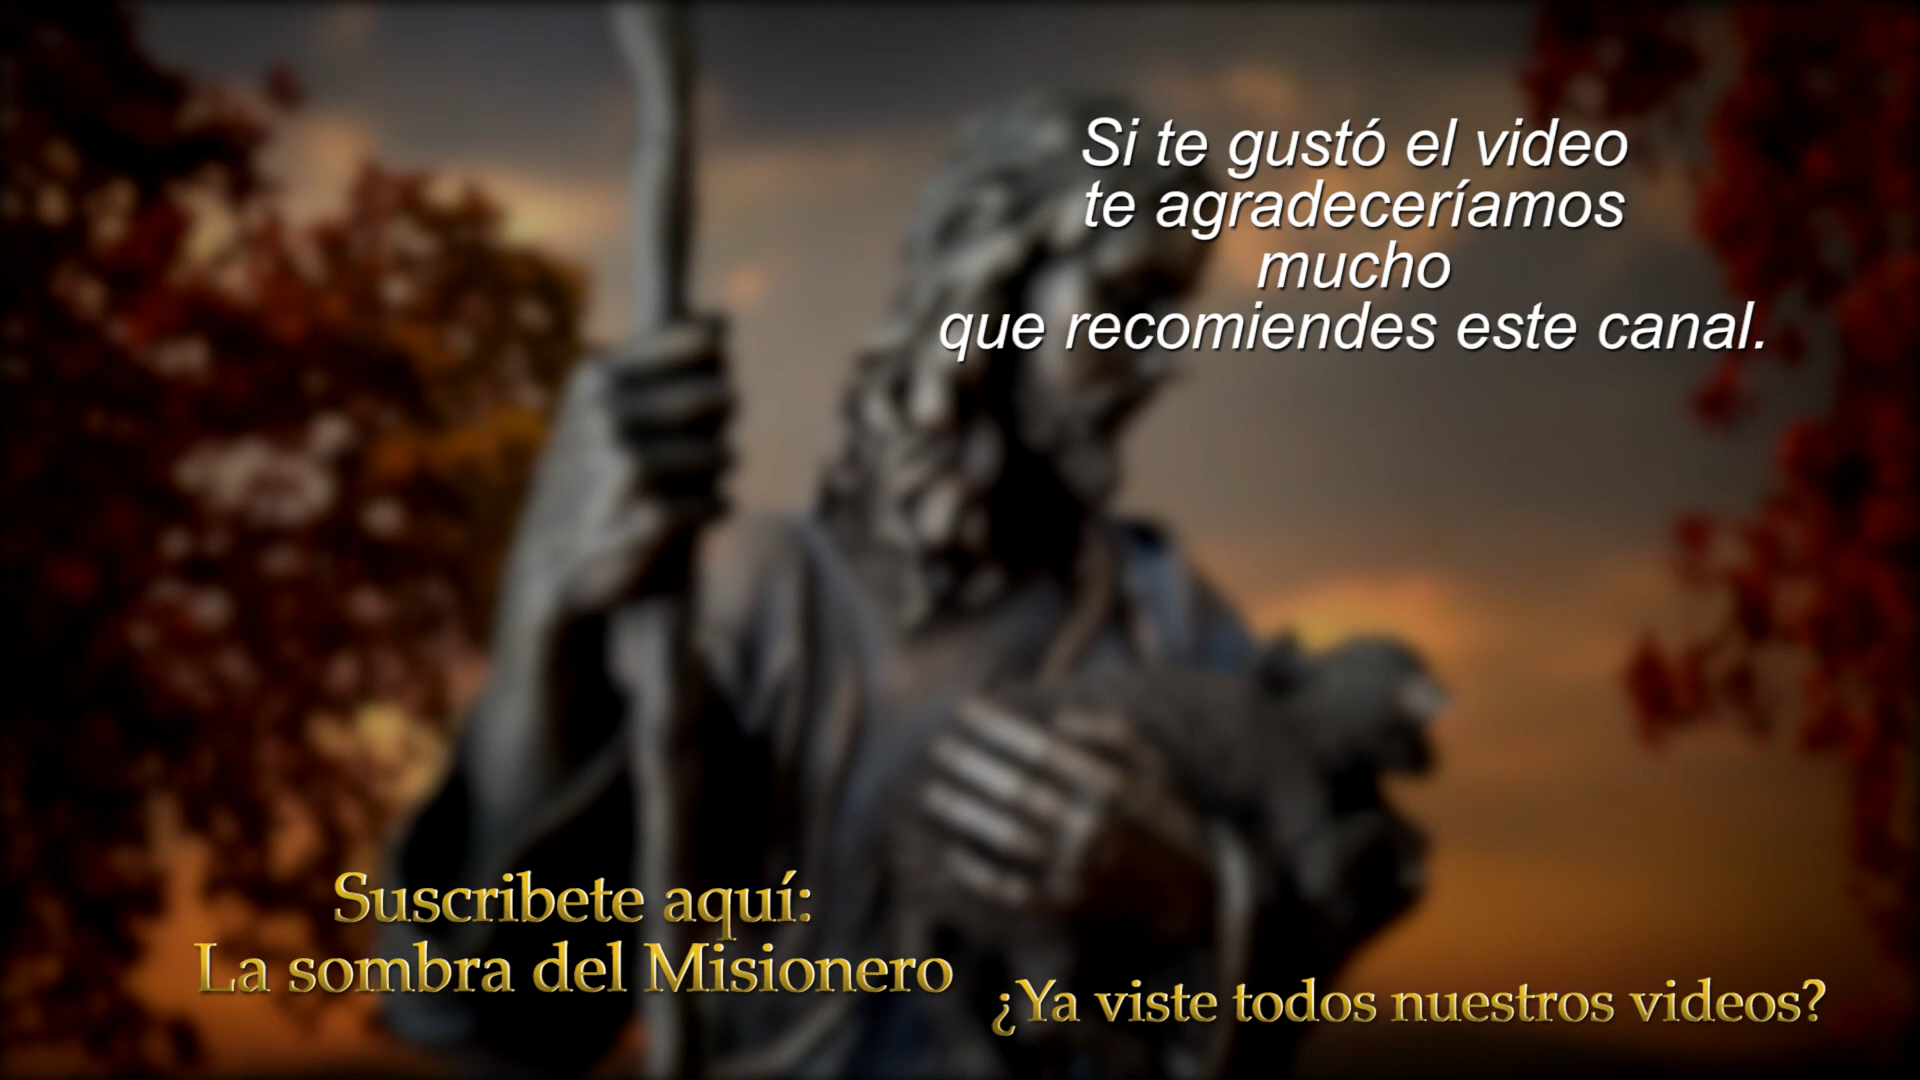 Si te gustó el video
te agradeceríamos
mucho
que recomiendes este canal.
Suscribete aquí:
La sombra del Misionero
¿Ya viste todos nuestros videos?